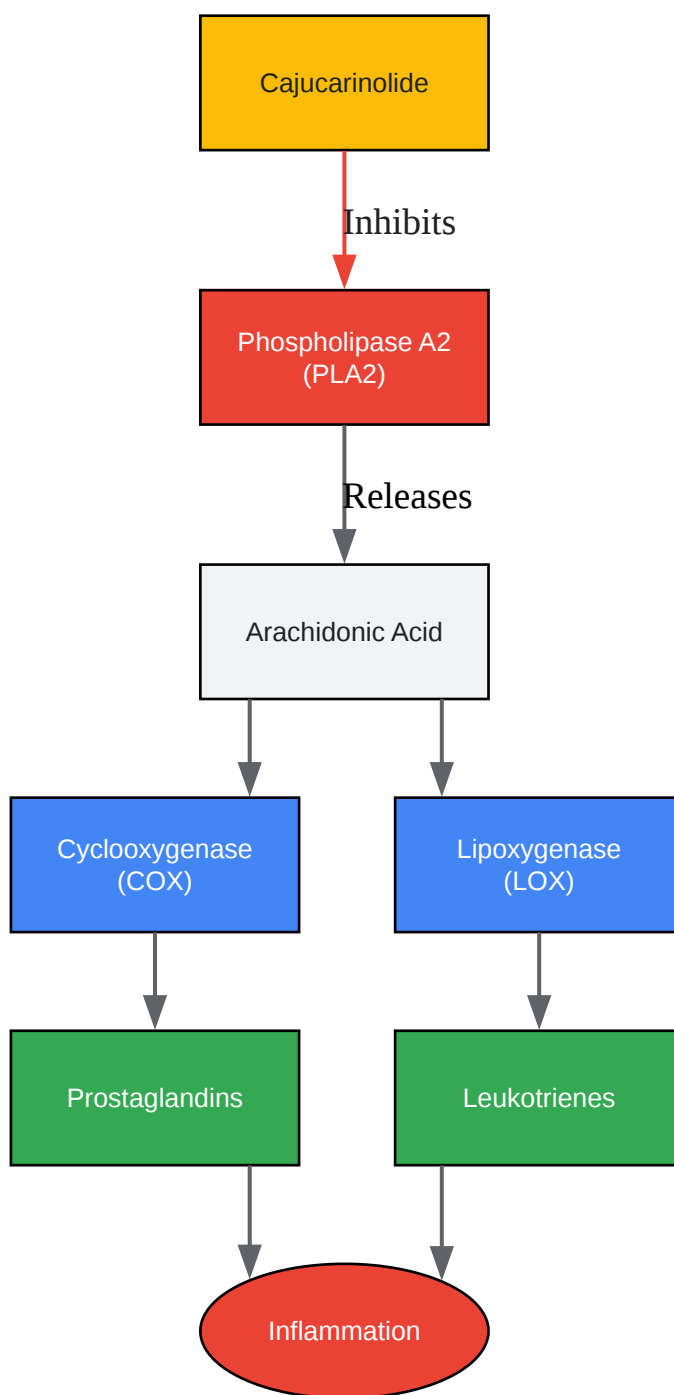 Cajucarinolide
Inhibits
Phospholipase A2
(PLA2)
Releases
Arachidonic Acid
Cyclooxygenase
(COX)
Lipoxygenase
(LOX)
Prostaglandins
Leukotrienes
Inflammation